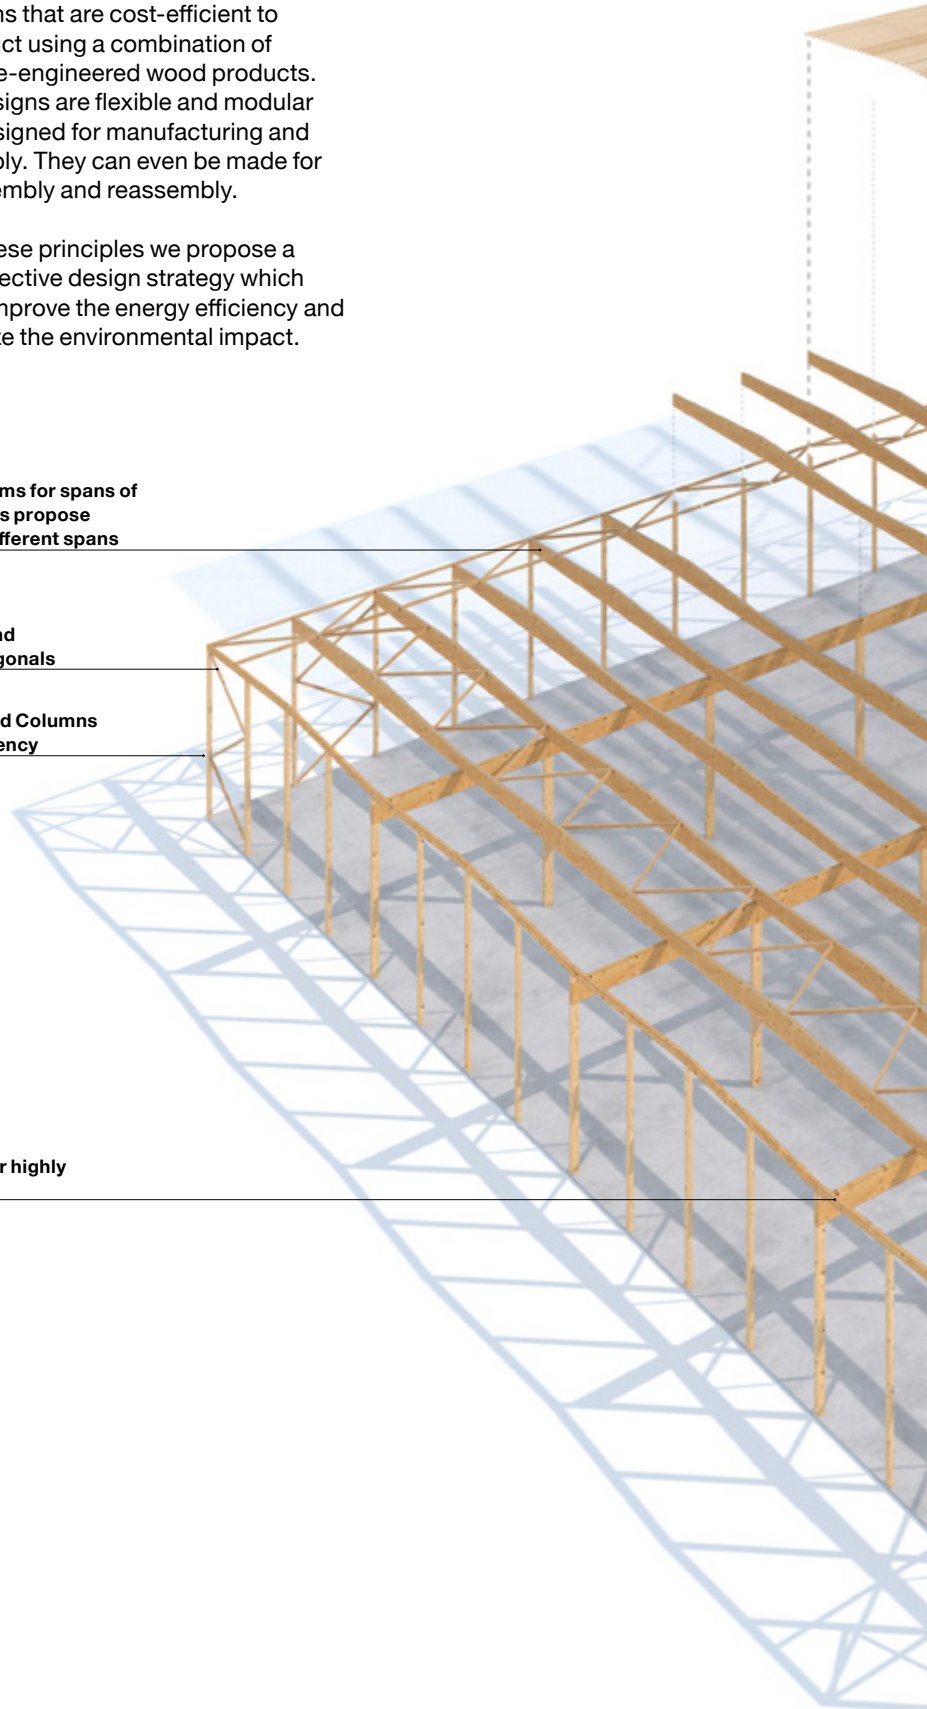 ns that are cost-efficient to
ct using a combination of
e-engineered wood products.
signs are flexible and modular
signed for manufacturing and
bly. They can even be made for
embly and reassembly.
ese principles we propose a
ective design strategy which
mprove the energy efficiency and
te the environmental impact.
ms for spans of
s propose
fferent spans
nd
gonals
d Columns
ency
r highly